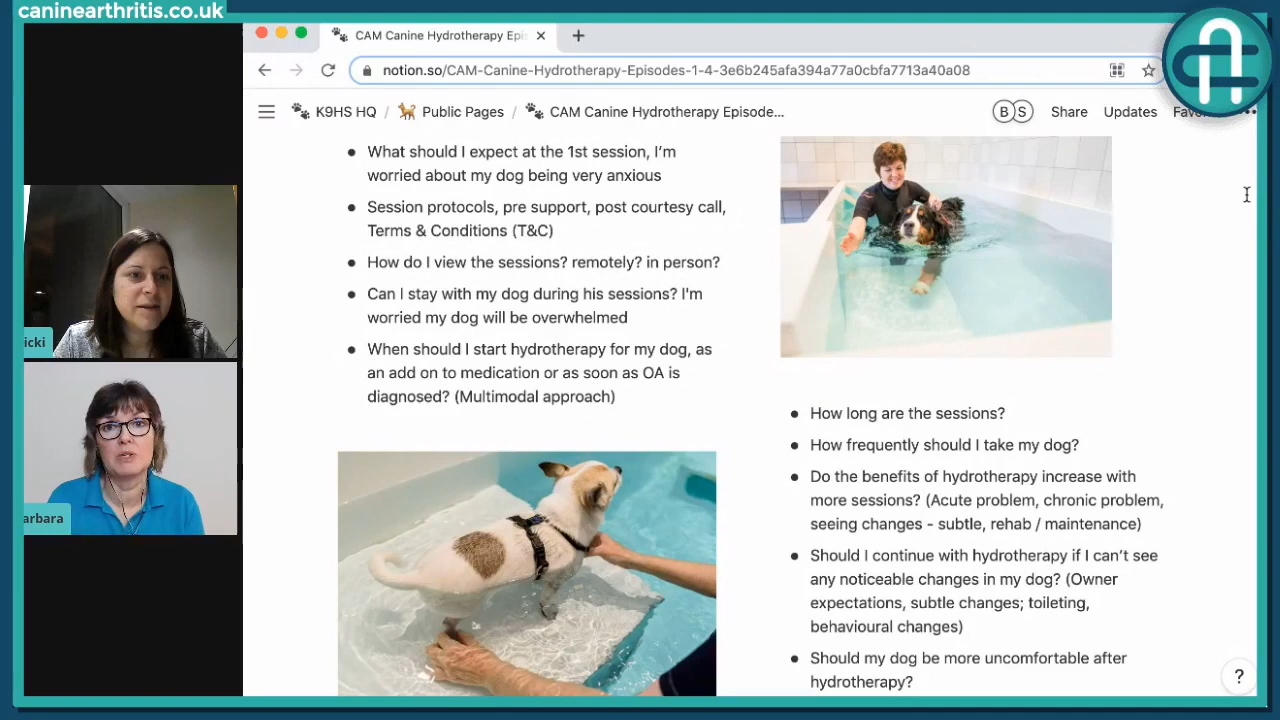 caninearthritis.co.uk
CAM Canine Hydrotherapy Epi
notion.so/CAM-Canine-Hydrotherapy-Episodes-1-4-3e6b245afa394a77a0cbfa7713a40a08
K9HS HQ / Public Pages / CAM Canine Hydrotherapy Episode...
B S Share Updates
What should I expect at the 1st session, I'm
worried about my dog being very anxious
Session protocols, pre support, post courtesy call,
Terms & Conditions (T&C)
How do I view the sessions? remotely? in person?
Can I stay with my dog during his sessions? I'm
worried my dog will be overwhelmed
When should I start hydrotherapy for my dog, as
an add on to medication or as soon as OA is
diagnosed? (Multimodal approach)
How long are the sessions?
How frequently should I take my dog?
Do the benefits of hydrotherapy increase with
more sessions? (Acute problem, chronic problem,
seeing changes - subtle, rehab / maintenance)
Should I continue with hydrotherapy if I can't see
any noticeable changes in my dog? (Owner
expectations, subtle changes; toileting,
behavioural changes)
Should my dog be more uncomfortable after
hydrotherapy?
icki
arbara
?